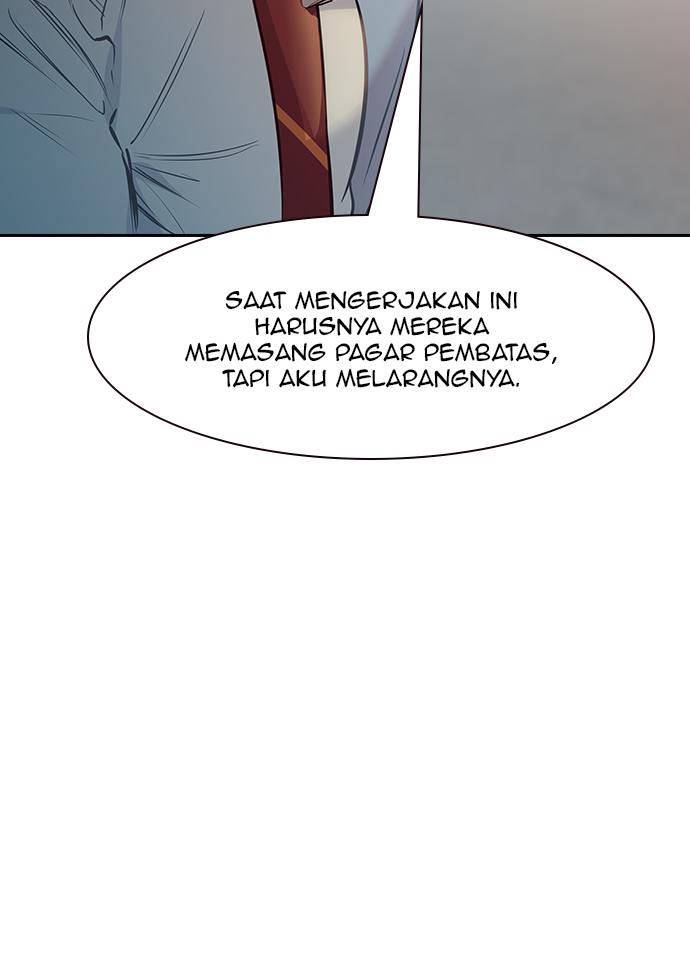 SAAT MENGERJAKAN INI
HARUSNYA MEREKA
MEMASANG PAGAR PEMBATAS,
TAPI AKU MELARANGNYA.